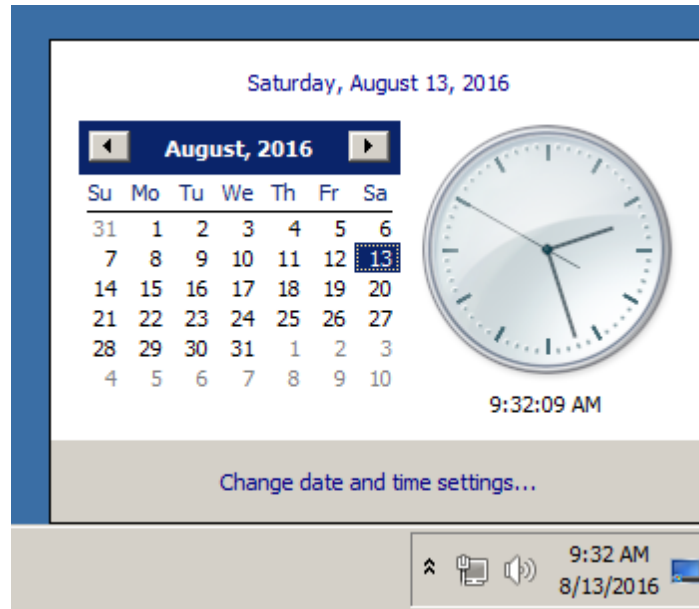 Saturday, August 13, 2016
August, 2016
Su Mo Tu We Th Fr Sa
31 1 2 3 4 5 6
7 8 9 10 11 12 13
14 15 16 17 18 19 20
21 22 23 24 25 26 27
28 29 30 31 1 2 3
4 5 6 7 8 9 10
9:32:09 AM
Change date and time settings...
9:32 AM
8/13/2016